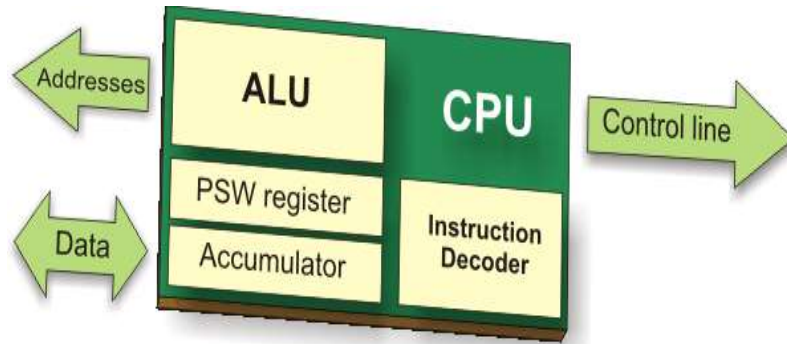 Addresses
ALU
CPU
Control line
PSW register
Data
Accumulator
Instruction
Decoder